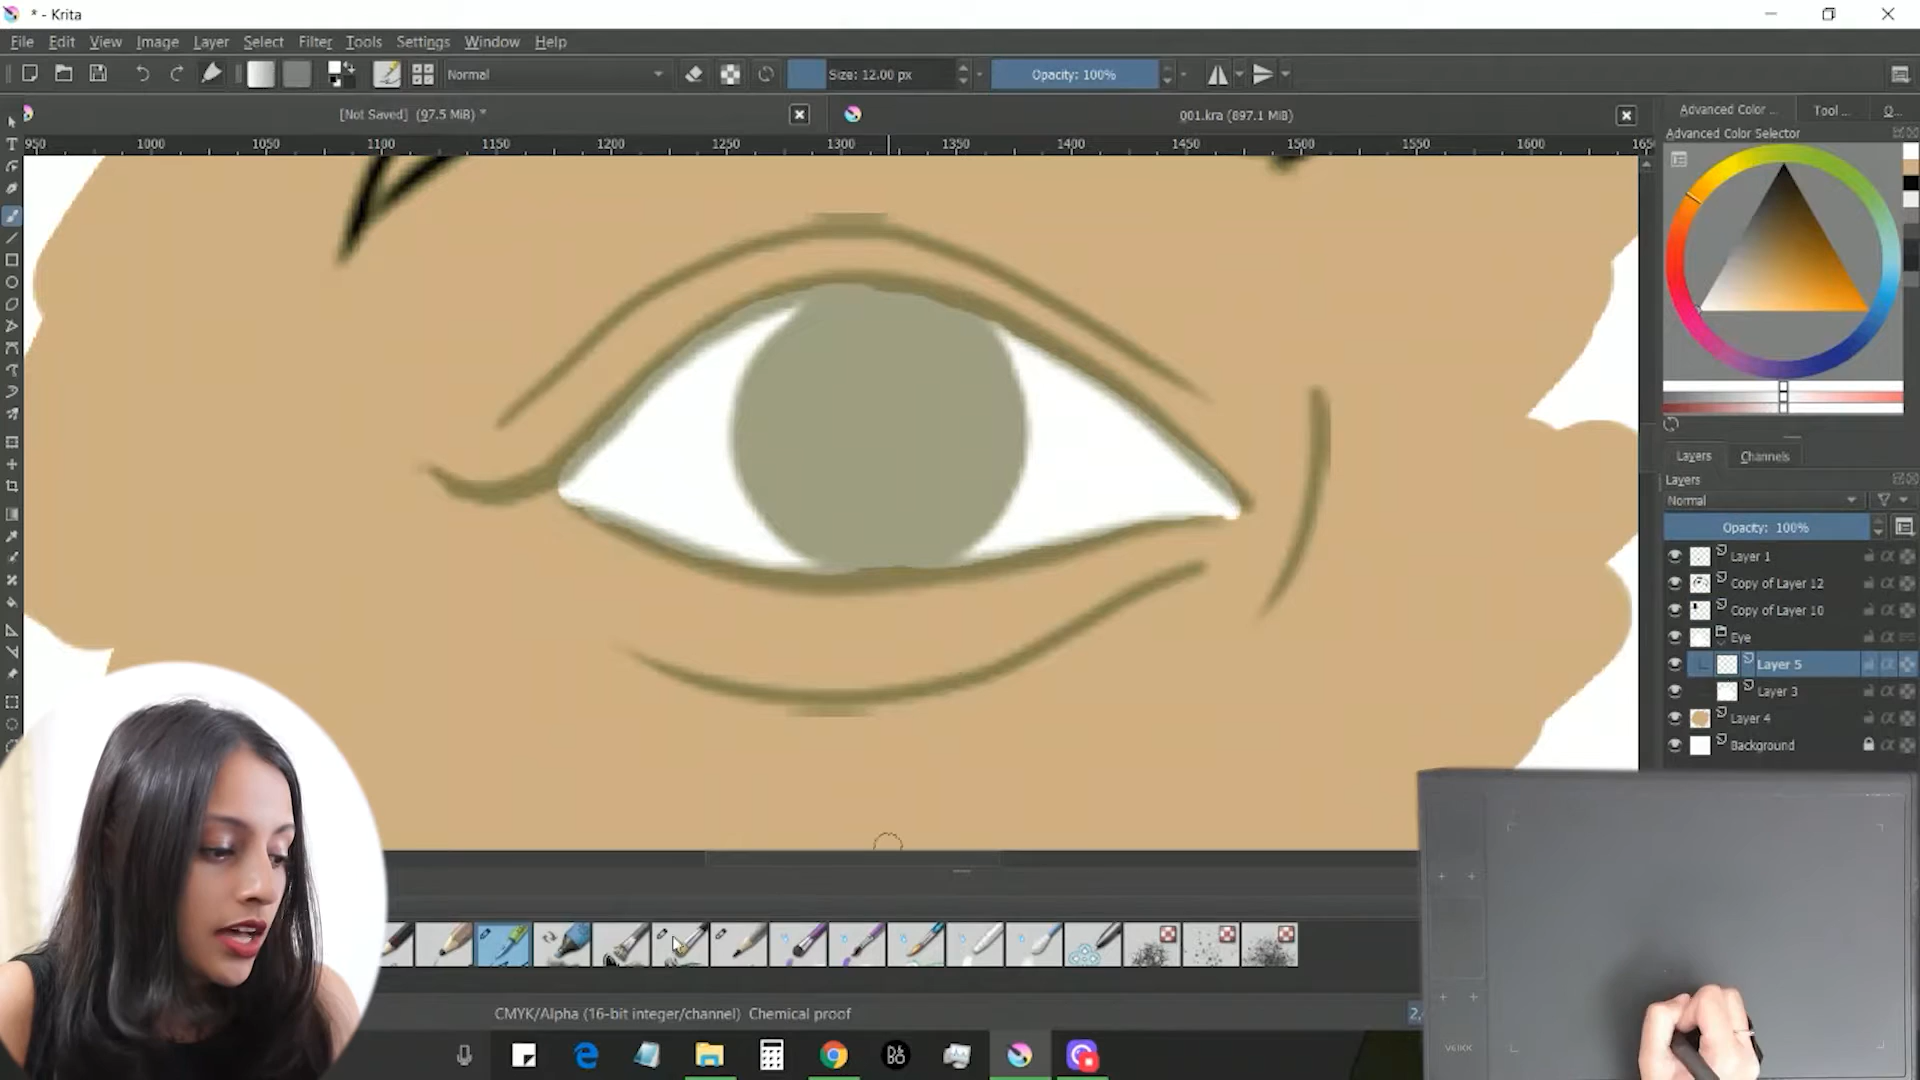 * - Krita
File Edit View Image Layer Select Filter Tools Settings Window Help
Normal
Size: 12.00 px
Opacity: 100%
[Not Saved] (97.5 MiB) *
001.kra (897.1 MiB)
950 1000 1050 1100 1150 1200 1250 1300 1350 1400 1450 1500 1550 1600 1650
Advanced Color ... Tool ... Q...
Advanced Color Selector
Layers Channels
Layers
Normal
Opacity: 100%
Layer 1
Copy of Layer 12
Copy of Layer 10
Eye
Layer 5
Layer 3
Layer 4
Background
CMYK/Alpha (16-bit integer/channel) Chemical proof
2,
VEIKK